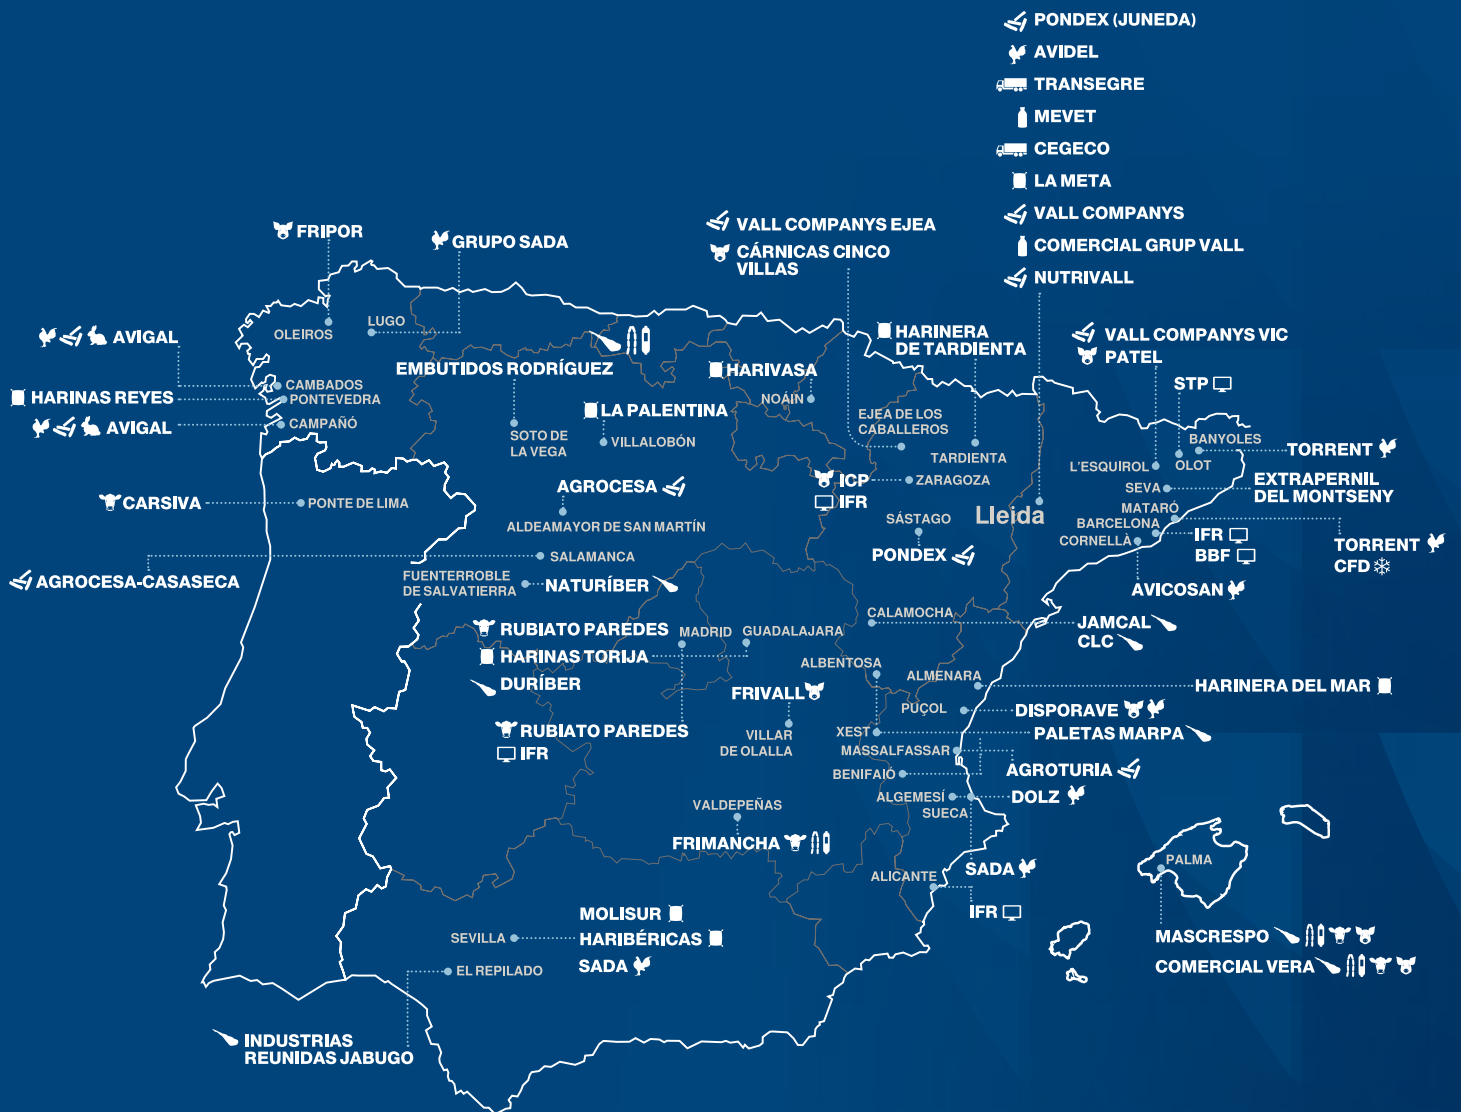 PONDEX (JUNEDA)
AVIDEL
TRANSEGRE
MEVET
CEGECO
LA META
VALL COMPANYS
COMERCIAL GRUP VALL
NUTRIVALL
FRIPOR
GRUPO SADA
VALL COMPANYS EJEA
CÁRNICAS CINCO
VILLAS
OLEIROS
LUGO
AVIGAL
CAMBADOS
HARINAS REYES
PONTEVEDRA
AVIGAL
CAMPAÑÓ
EMBUTIDOS RODRÍGUEZ
SOTO DE
LA VEGA
LA PALENTINA
VILLALOBÓN
HARIVASA
NOÁIN
HARINERA
DE TARDIENTA
EJEA DE LOS
CABALLEROS
TARDIENTA
VALL COMPANYS VIC
PATEL
STP
BANYOLES
TORRENT
L'ESQUIROL
OLOT
SEVA
EXTRAPERNIL
DEL MONTSENY
MATARÓ
BARCELONA
CORNELLÀ
IFR
BBF
TORRENT
CFD
AVICOSAN
CARSIVA
PONTE DE LIMA
AGROCESA
ALDEAMAYOR DE SAN MARTÍN
ICP
IFR
ZARAGOZA
SÁSTAGO
Lleida
PONDEX
AGROCESA-CASASECA
SALAMANCA
FUENTERROBLE
DE SALVATIERRA
NATURÍBER
CALAMOCHA
JAMCAL
CLC
RUBIATO PAREDES
HARINAS TORIJA
DURÍBER
MADRID
GUADALAJARA
ALBENTOSA
ALMENARA
HARINERA DEL MAR
FRIVALL
PUÇOL
DISPORAVE
RUBIATO PAREDES
IFR
VILLAR
DE OLALLA
XEST
PALETAS MARPA
MASSALFASSAR
BENIFAIÓ
AGROTURIA
ALGEMESÍ
SUECA
DOLZ
VALDEPEÑAS
FRIMANCHA
SADA
ALICANTE
IFR
PALMA
MASCRESPO
COMERCIAL VERA
MOLISUR
SEVILLA
HARIBÉRICAS
SADA
EL REPILADO
INDUSTRIAS
REUNIDAS JABUGO